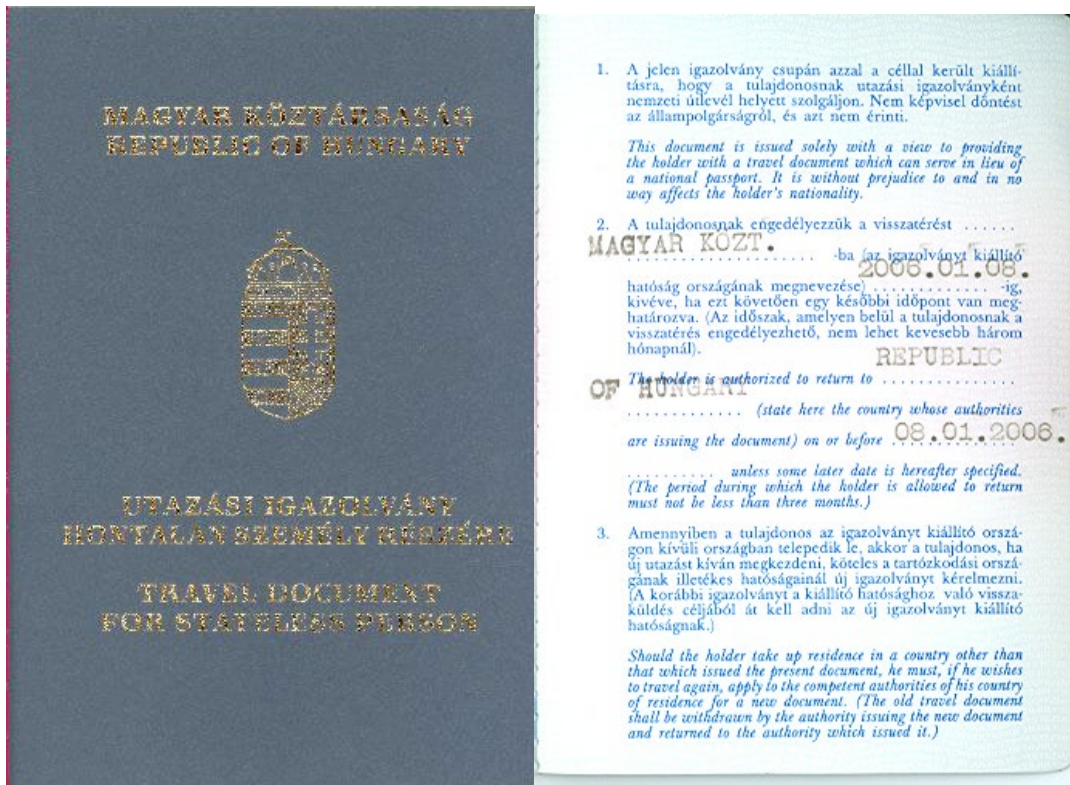 MAGYAR KÖZTÁRSASÁG
REPUBLIC OF HUNGARY
UTAZÁSI IGAZOLVÁNY
HONTALAN SZEMÉLY RÉSZÉRE
TRAVEL DOCUMENT
FOR STATELESS PERSON
1. A jelen igazolvány csupán azzal a céllal került kiállí-
tásra, hogy a tulajdonosnak utazási igazolványként
nemzeti útlevél helyett szolgáljon. Nem képvisel döntést
az állampolgárságról, és azt nem érinti.
This document is issued solely with a view to providing
the holder with a travel document which can serve in lieu of
a national passport. It is without prejudice to and in no
way affects the holder's nationality.
2. A tulajdonosnak engedélyezzük a visszatérést ......
MAGYAR KÖZT.
.................... -ba (az igazolványt kiállító
2006.01.08.
hatóság országának megnevezése) ............. -ig,
kivéve, ha ezt követően egy későbbi időpont van meg-
határozva. (Az időszak, amelyen belül a tulajdonosnak a
visszatérés engedélyezhető, nem lehet kevesebb három
hónapnál).
REPUBLIC
The holder is authorized to return to ................
OF HUNGARY
............. (state here the country whose authorities
are issuing the document) on or before 08.01.2006.
.......... unless some later date is hereafter specified.
(The period during which the holder is allowed to return
must not be less than three months.)
3. Amennyiben a tulajdonos az igazolványt kiállító orszá-
gon kívüli országban telepedik le, akkor a tulajdonos, ha
új utazást kíván megkezdeni, köteles a tartózkodási orszá-
gának illetékes hatóságainál új igazolványt kérelmezni.
(A korábbi igazolványt a kiállító hatósághoz való vissza-
küldés céljából át kell adni az új igazolványt kiállító
hatóságnak.)
Should the holder take up residence in a country other than
that which issued the present document, he must, if he wishes
to travel again, apply to the competent authorities of his country
of residence for a new document. (The old travel document
shall be withdrawn by the authority issuing the new document
and returned to the authority which issued it.)